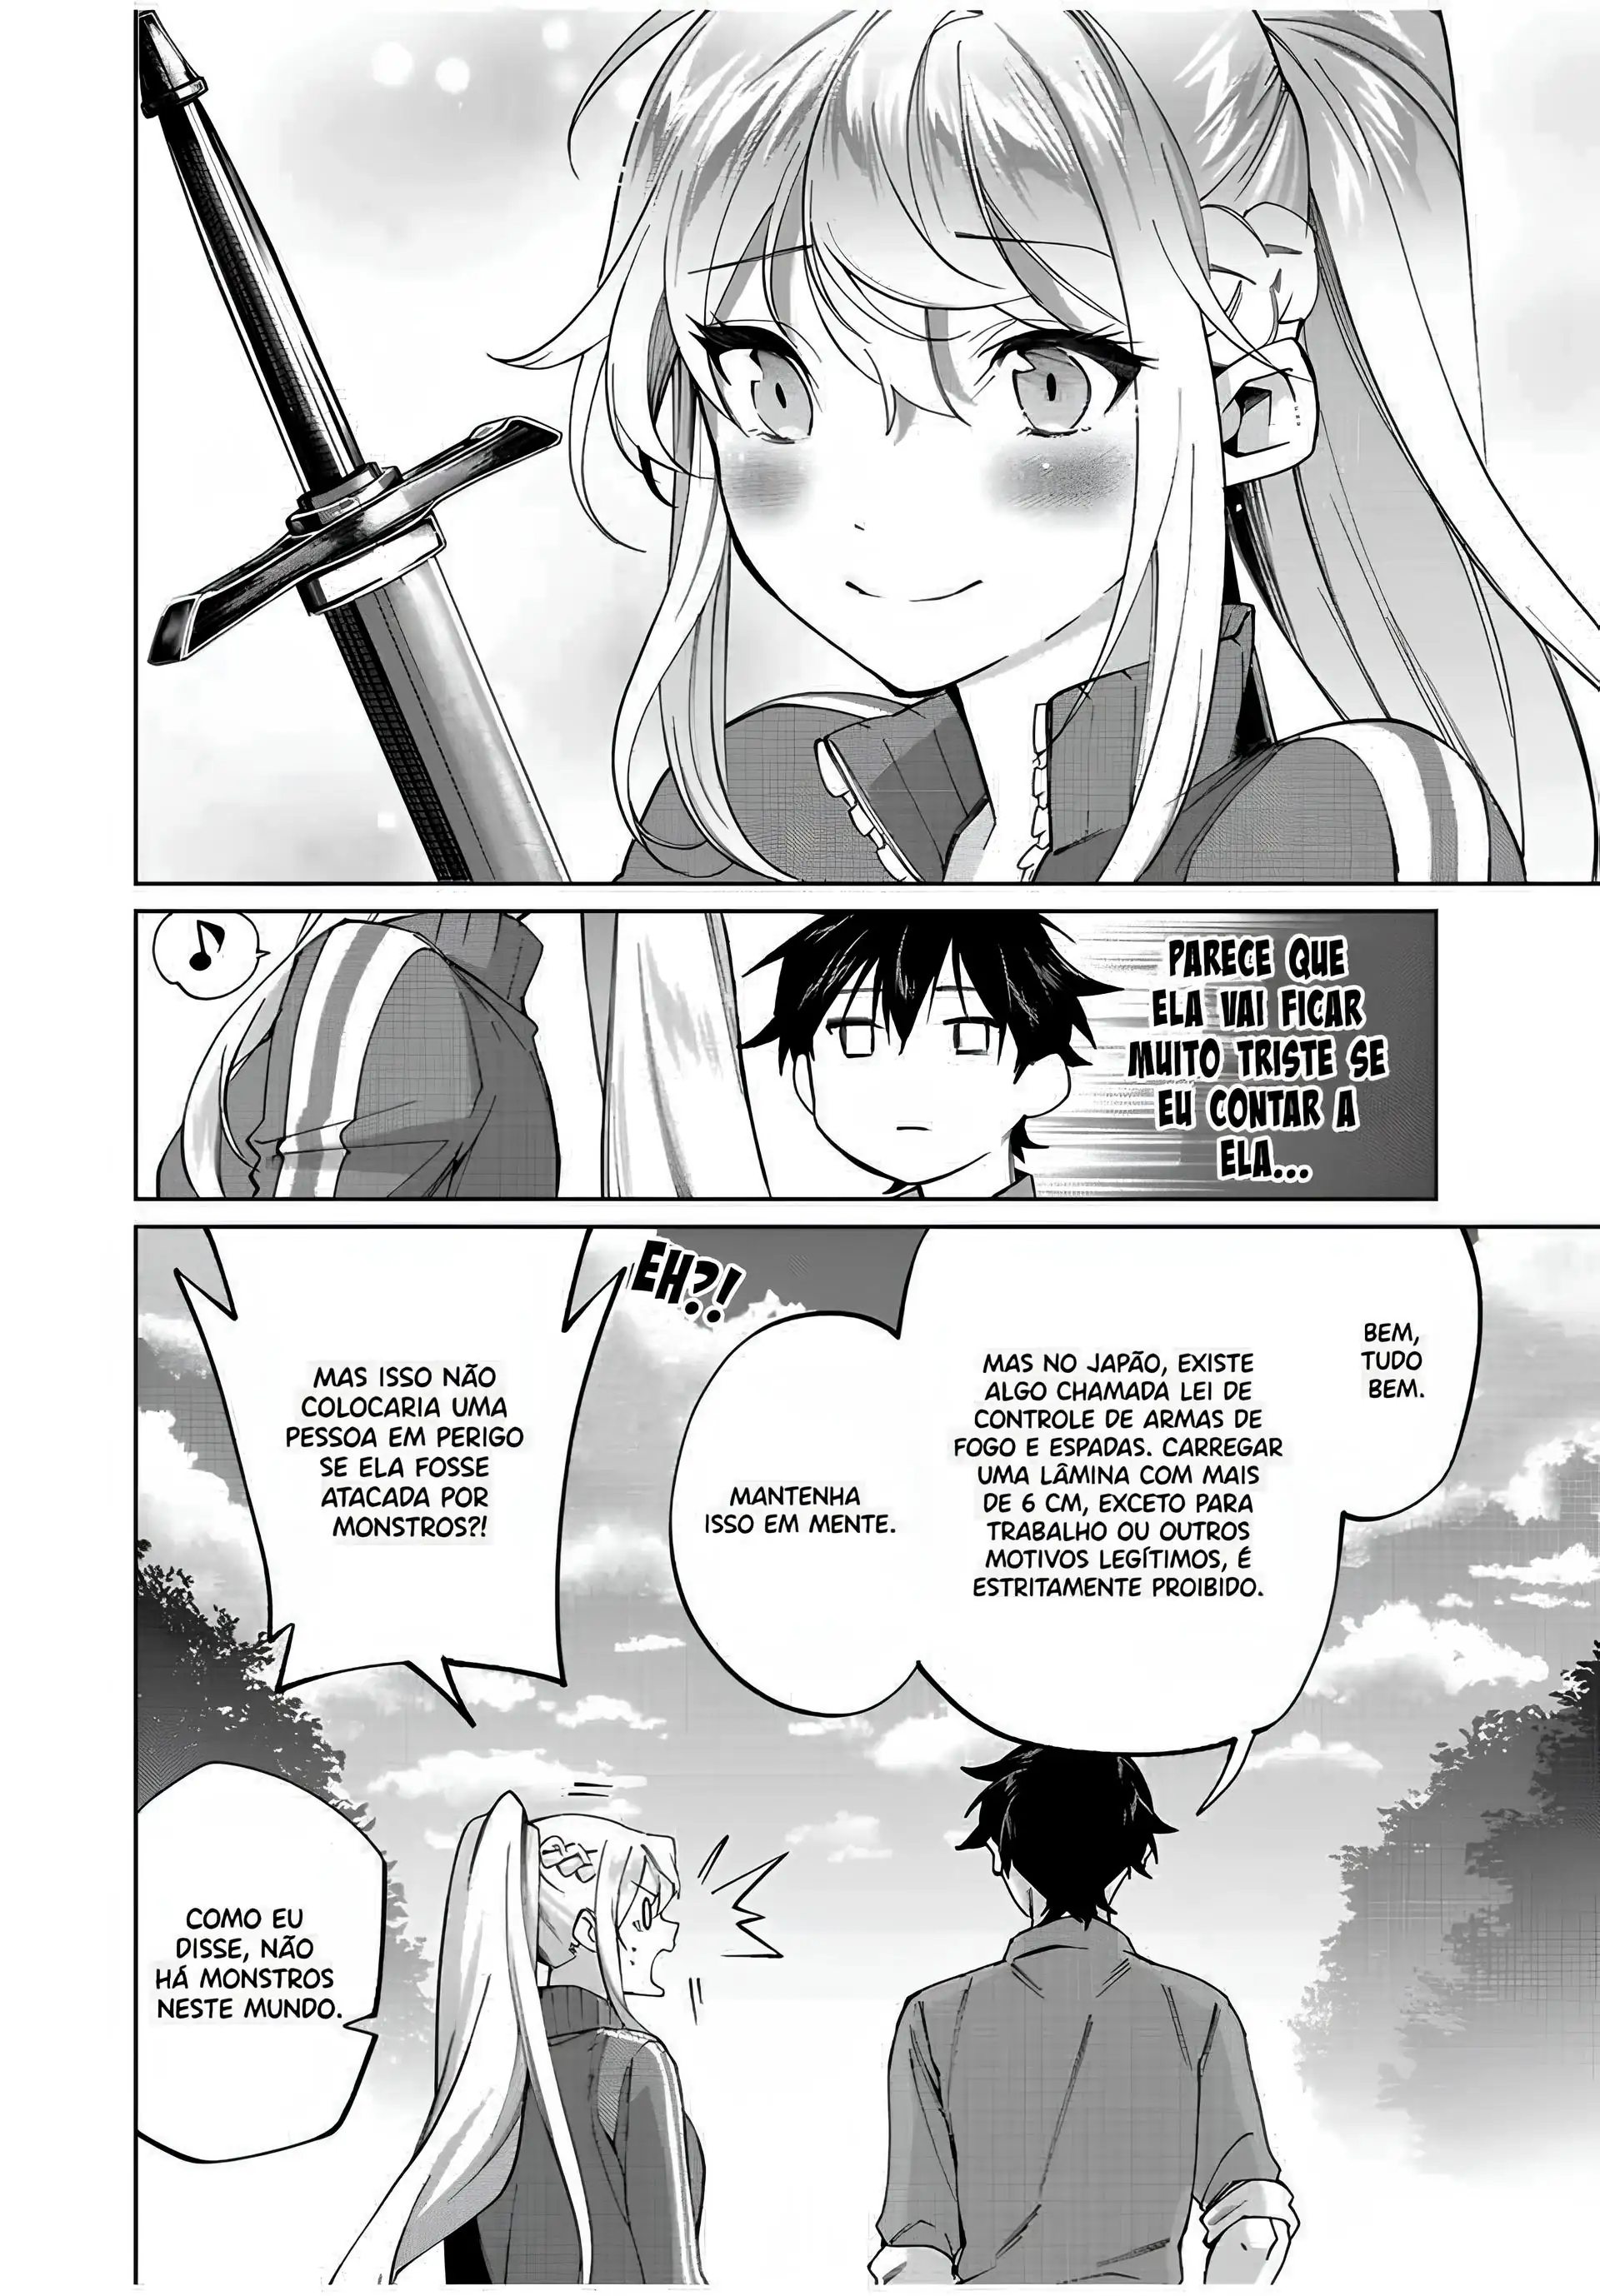 PARECE QUE
ELA VAI FICAR
MUITO TRISTE SE
EU CONTAR A
ELA...
BEM,
TUDO
BEM.
MAS NO JAPÃO, EXISTE
ALGO CHAMADA LEI DE
CONTROLE DE ARMAS DE
FOGO E ESPADAS. CARREGAR
UMA LÂMINA COM MAIS
DE 6 CM, EXCETO PARA
TRABALHO OU OUTROS
MOTIVOS LEGÍTIMOS, É
ESTRITAMENTE PROIBIDO.
MANTENHA
ISSO EM MENTE.
EH?!
MAS ISSO NÃO
COLOCARIA UMA
PESSOA EM PERIGO
SE ELA FOSSE
ATACADA POR
MONSTROS?!
COMO EU
DISSE, NÃO
HÁ MONSTROS
NESTE MUNDO.